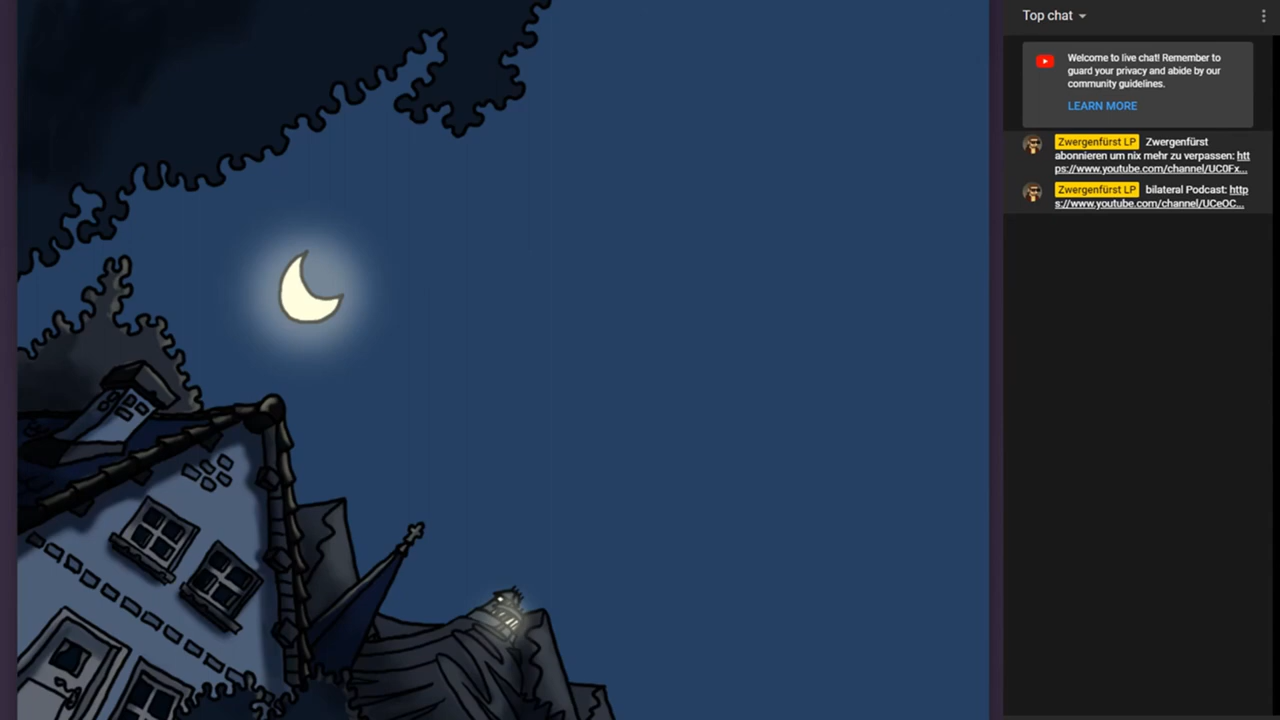 Top chat
Welcome to live chat! Remember to
guard your privacy and abide by our
community guidelines.
LEARN MORE
Zwergenfürst LP Zwergenfürst
abonnieren um nix mehr zu verpassen: htt
ps://www.youtube.com/channel/UC0Fx...
Zwergenfürst LP bilateral Podcast: http
s://www.youtube.com/channel/UCeOC...